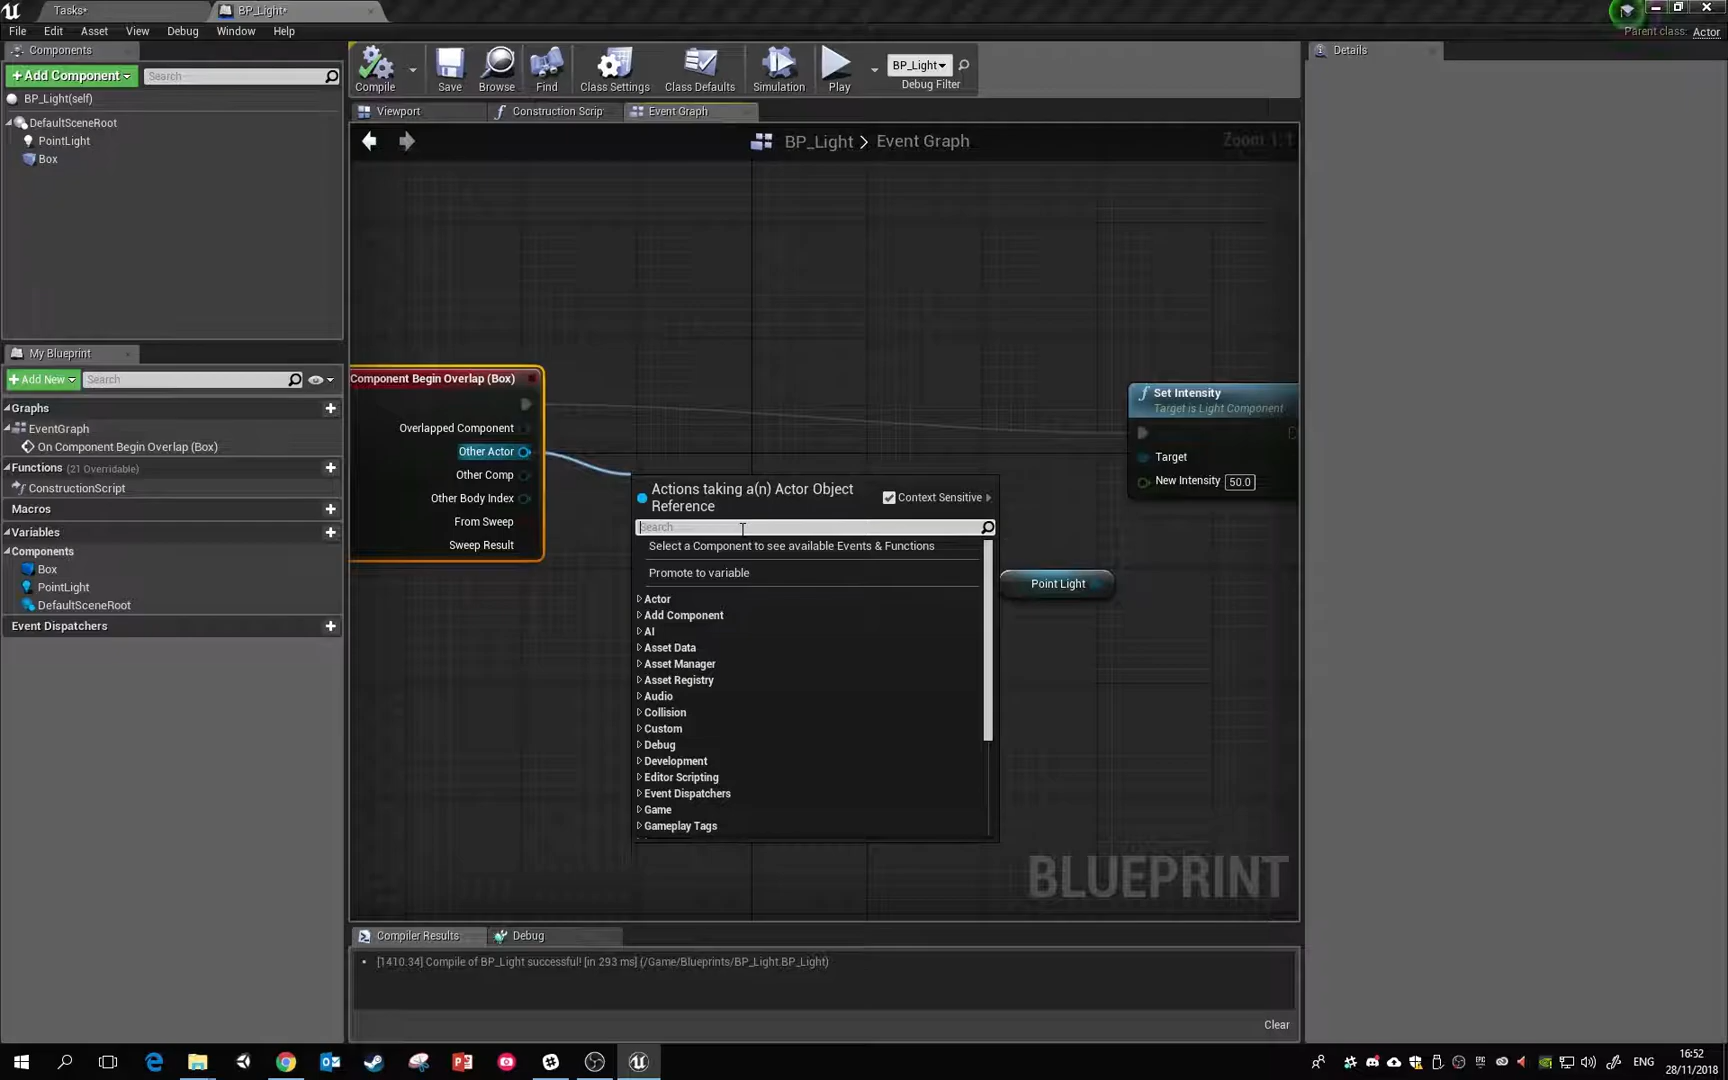 Tasks*
BP_Light*
File Edit Asset View Debug Window Help
Parent class: Actor
Components
Details
+Add Component
Search
Compile
Save
Browse
Find
Class Settings
Class Defaults
Simulation
Play
BP_Light
Debug Filter
BP_Light(self)
DefaultSceneRoot
PointLight
Box
Viewport
Construction Scrip
Event Graph
BP_Light > Event Graph
Zoom 1:1
My Blueprint
+Add New
Search
Graphs
EventGraph
On Component Begin Overlap (Box)
Functions (21 Overridable)
ConstructionScript
Macros
Variables
Components
Box
PointLight
DefaultSceneRoot
Event Dispatchers
Component Begin Overlap (Box)
Overlapped Component
Other Actor
Other Comp
Other Body Index
From Sweep
Sweep Result
Set Intensity
Target is Light Component
Target
New Intensity 50.0
Point Light
Actions taking a(n) Actor Object
Reference
Context Sensitive
Search
Select a Component to see available Events & Functions
Promote to variable
Actor
Add Component
AI
Asset Data
Asset Manager
Asset Registry
Audio
Collision
Custom
Debug
Development
Editor Scripting
Event Dispatchers
Game
Gameplay Tags
BLUEPRINT
Compiler Results
Debug
[1410.34] Compile of BP_Light successful! [in 293 ms] (/Game/Blueprints/BP_Light.BP_Light)
Clear
ENG
16:52
28/11/2018